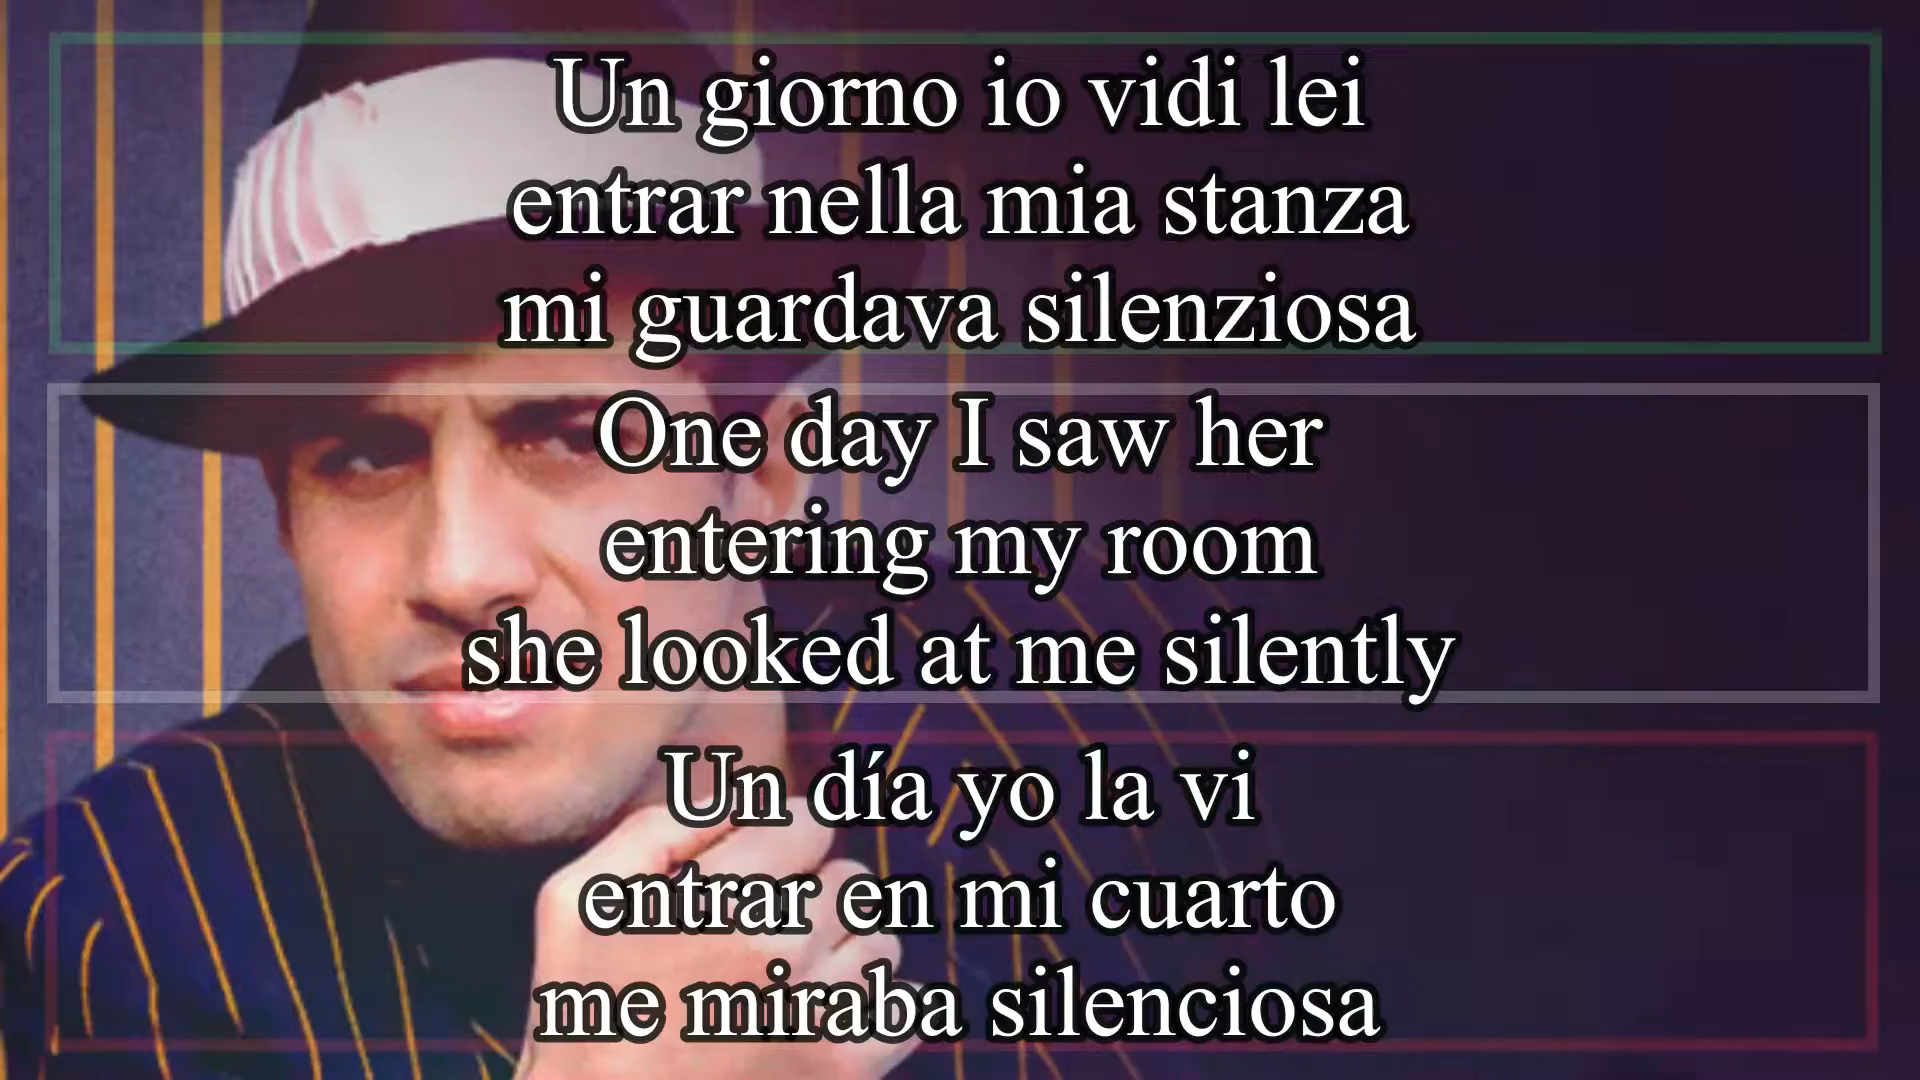 Un giorno io vidi lei
entrar nella mia stanza
mi guardava silenziosa
One day I saw her
entering my room
she looked at me silently
Un día yo la vi
entrar en mi cuarto
me miraba silenciosa